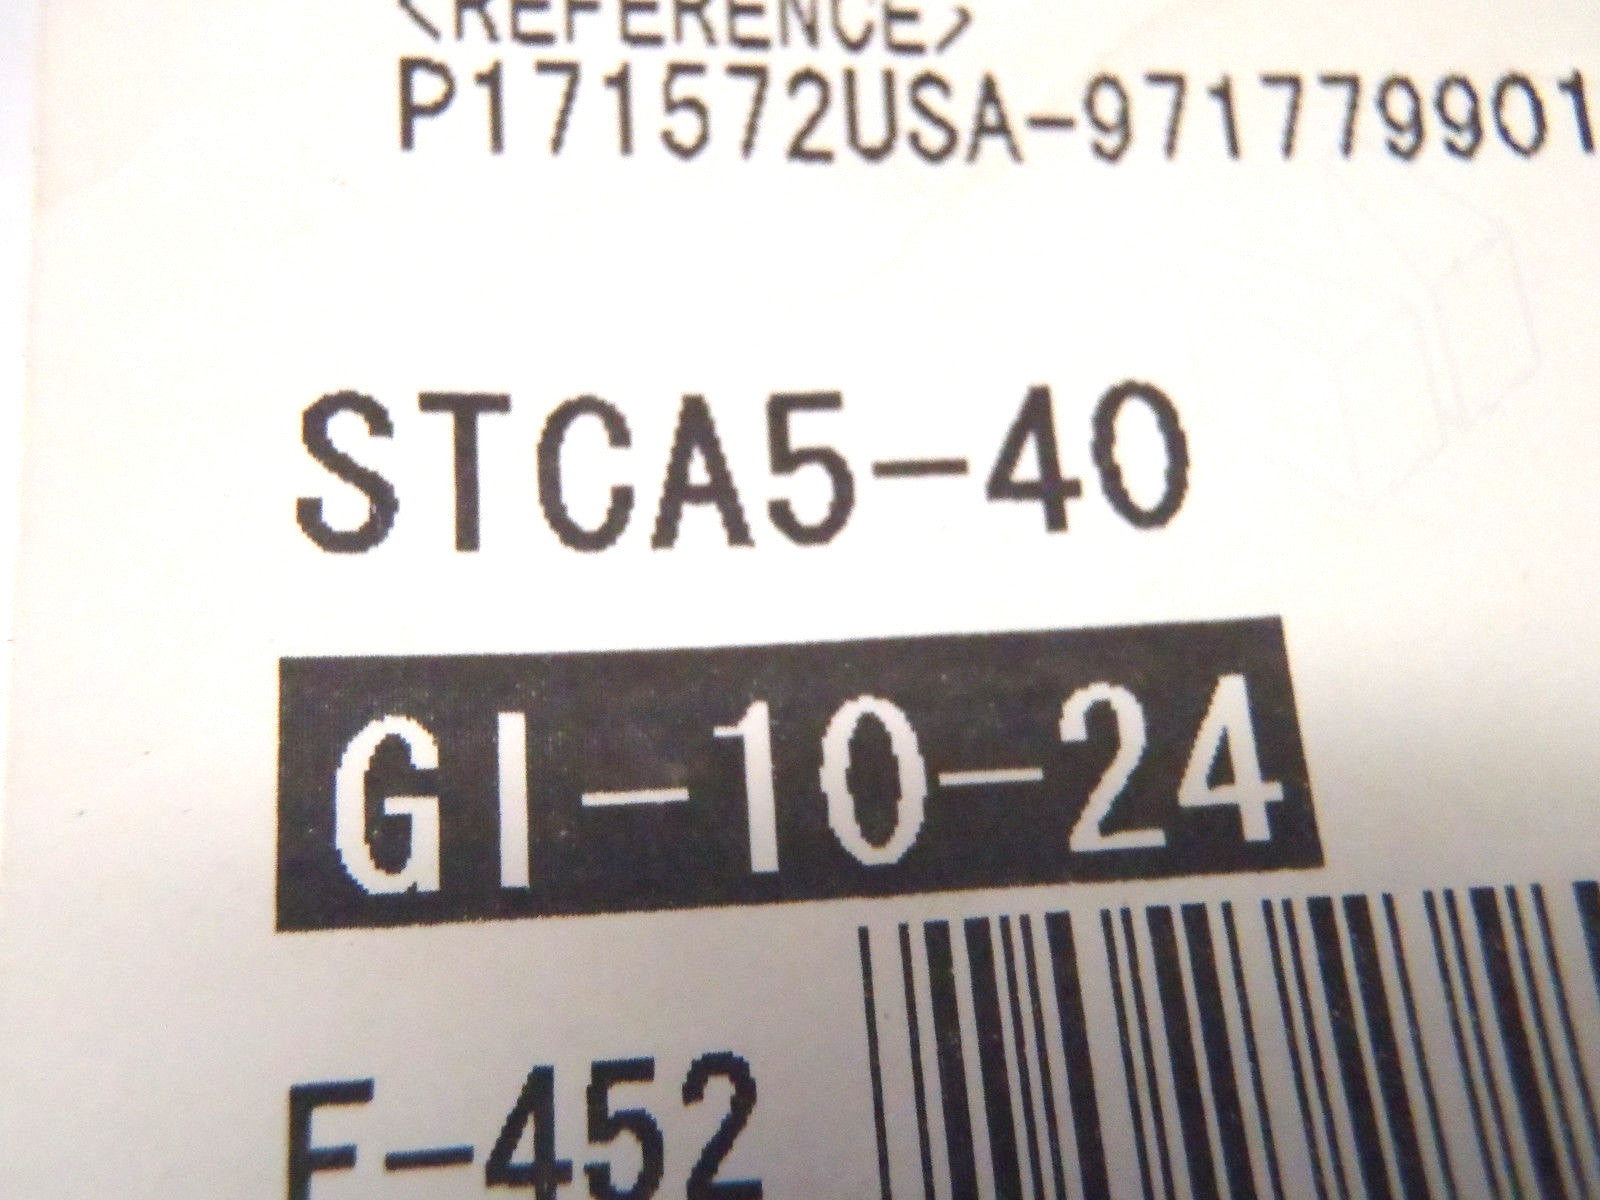 <REFERENCE>
P171572USA-971779901
STCA5-40
GI-10-24
F-452